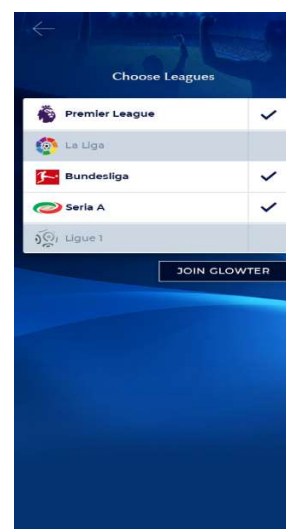 Choose Leagues
Premier League
La Liga
Bundesliga
Seria A
Ligue 1
JOIN GLOWTER